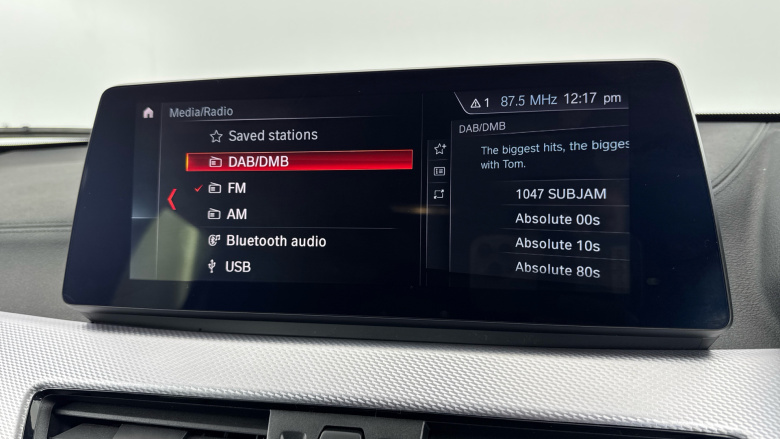 Media/Radio
Saved stations
DAB/DMB
FM
AM
Bluetooth audio
USB
1 87.5 MHz 12:17 pm
DAB/DMB
The biggest hits, the bigges
with Tom.
1047 SUBJAM
Absolute 00s
Absolute 10s
Absolute 80s